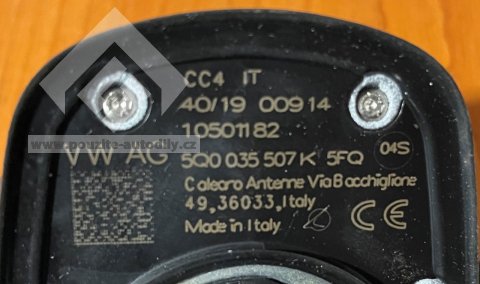 CC4 IT
40/19 00914
10501182
www.pouzite-autodily.cz
VW AG 5Q0 035 507 K 5FQ 04S
Calearo Antenne Via Bacchiglione
49, 36033, Italy
Made in Italy CE